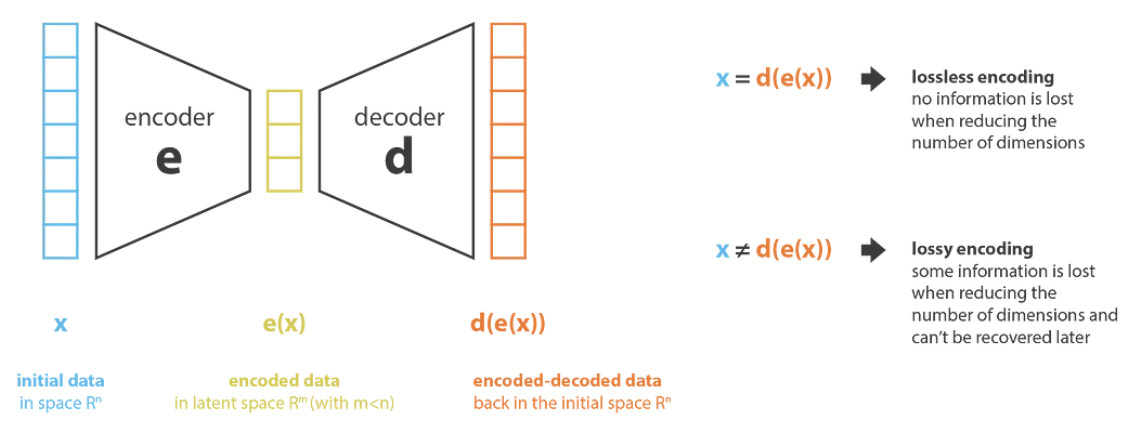 encoder
e
decoder
d
x = d(e(x))
lossless encoding
no information is lost
when reducing the
number of dimensions
x ≠ d(e(x))
lossy encoding
some information is lost
when reducing the
number of dimensions and
can't be recovered later
x
e(x)
d(e(x))
initial data
in space Rⁿ
encoded data
in latent space Rᵐ (with m<n)
encoded-decoded data
back in the initial space Rⁿ